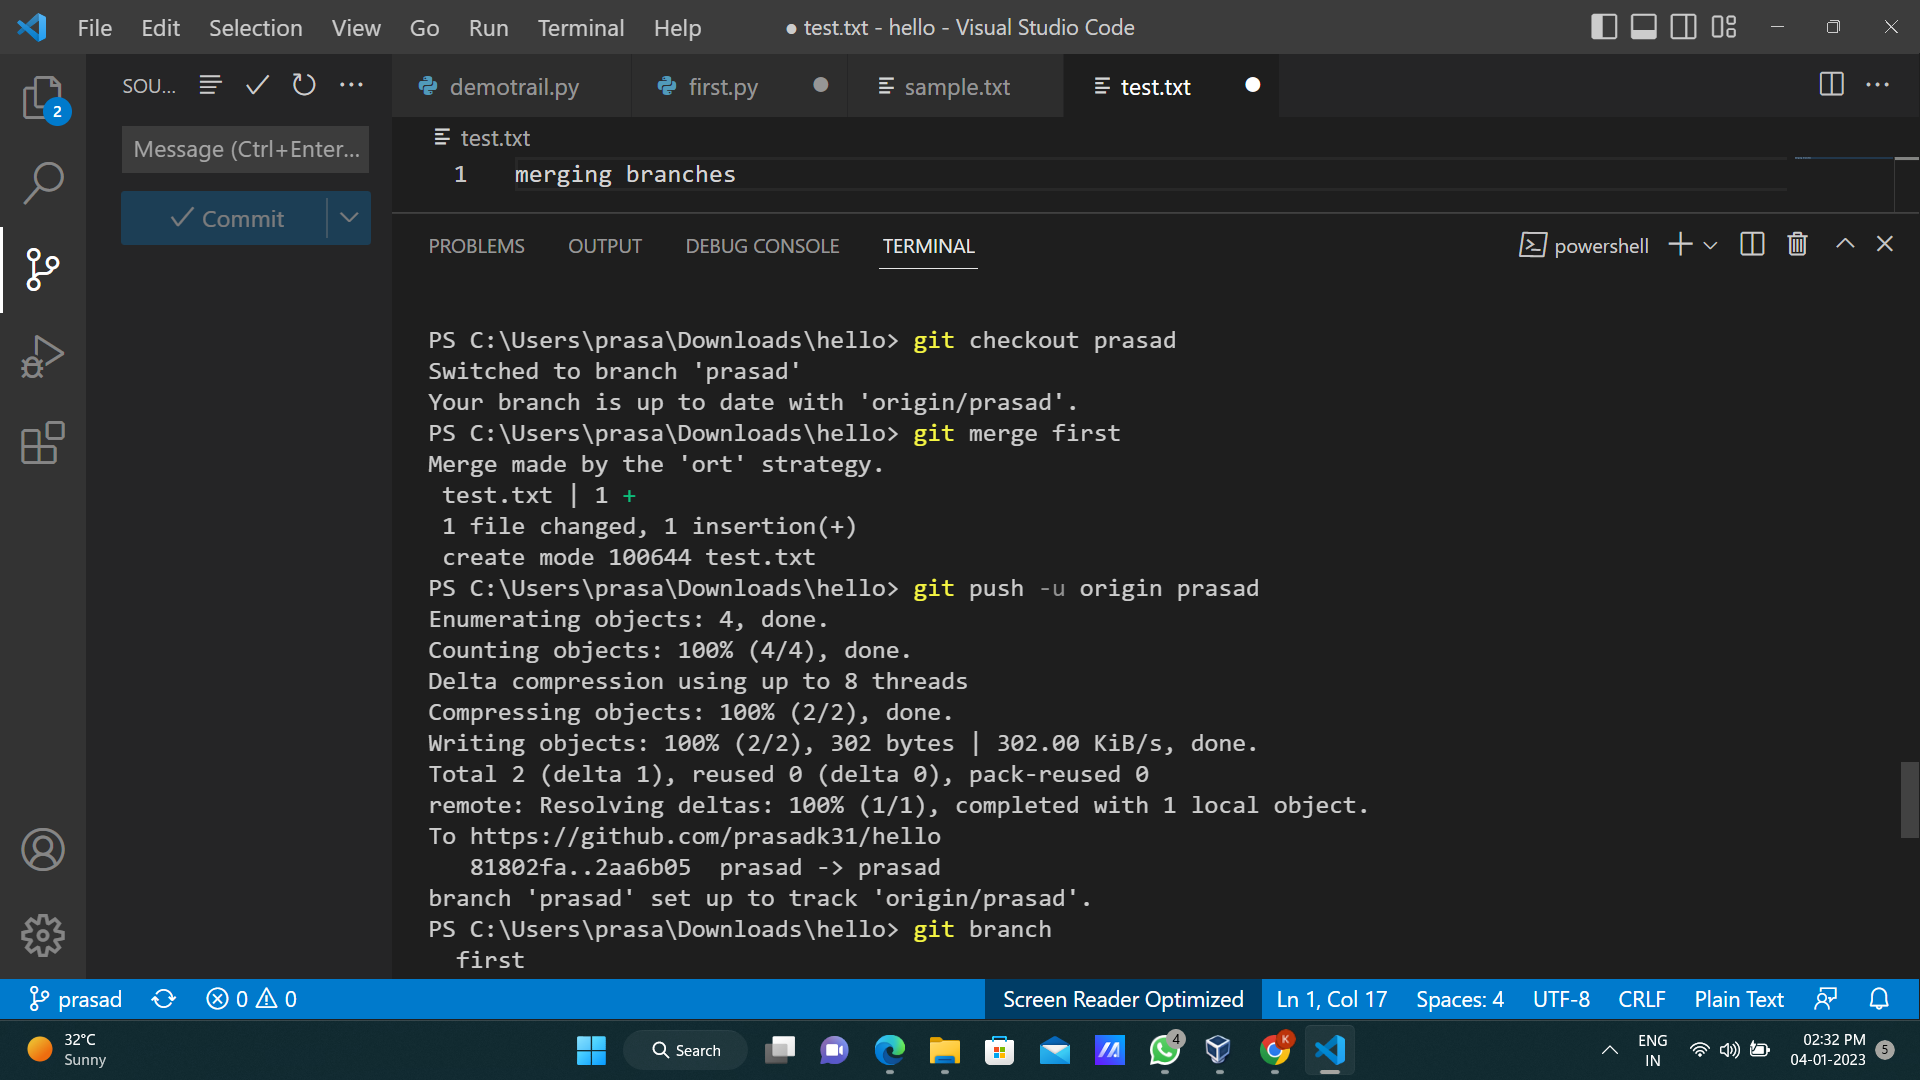 File Edit Selection View Go Run Terminal Help
● test.txt - hello - Visual Studio Code
2
SOU...
Message (Ctrl+Enter...
Commit
demotrail.py first.py sample.txt test.txt
test.txt
1 merging branches
PROBLEMS OUTPUT DEBUG CONSOLE TERMINAL
powershell
PS C:\Users\prasa\Downloads\hello> git checkout prasad
Switched to branch 'prasad'
Your branch is up to date with 'origin/prasad'.
PS C:\Users\prasa\Downloads\hello> git merge first
Merge made by the 'ort' strategy.
 test.txt | 1 +
 1 file changed, 1 insertion(+)
 create mode 100644 test.txt
PS C:\Users\prasa\Downloads\hello> git push -u origin prasad
Enumerating objects: 4, done.
Counting objects: 100% (4/4), done.
Delta compression using up to 8 threads
Compressing objects: 100% (2/2), done.
Writing objects: 100% (2/2), 302 bytes | 302.00 KiB/s, done.
Total 2 (delta 1), reused 0 (delta 0), pack-reused 0
remote: Resolving deltas: 100% (1/1), completed with 1 local object.
To https://github.com/prasadk31/hello
   81802fa..2aa6b05  prasad -> prasad
branch 'prasad' set up to track 'origin/prasad'.
PS C:\Users\prasa\Downloads\hello> git branch
  first
prasad 0 0
Screen Reader Optimized Ln 1, Col 17 Spaces: 4 UTF-8 CRLF Plain Text
32°C
Sunny
Search
4
K
ENG
IN
02:32 PM
04-01-2023
5